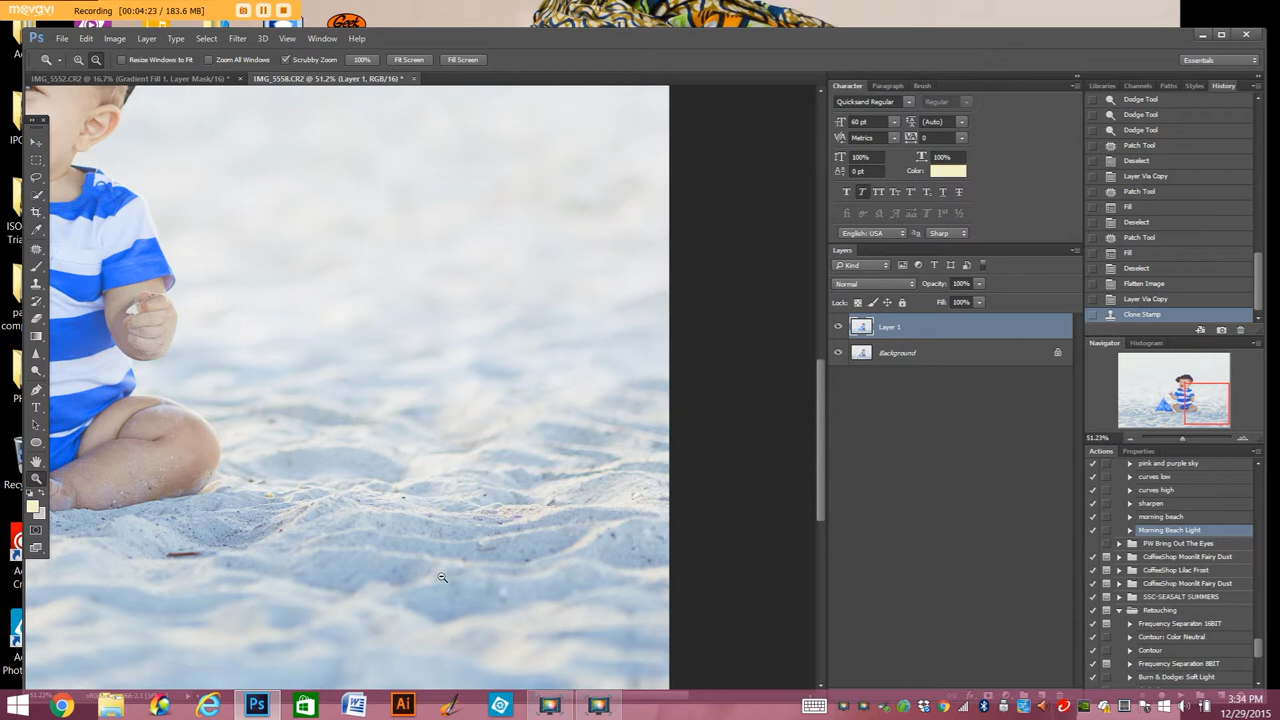 movavi
Recording [00:04:23 / 183.6 MB]
Geek
Ps File Edit Image Layer Type Select Filter 3D View Window Help
Resize Windows to Fit Zoom All Windows Scrubby Zoom 100% Fit Screen Fill Screen Essentials
IMG_5552.CR2 @ 16.7% (Gradient Fill 1, Layer Mask/16) * × IMG_5558.CR2 @ 51.2% (Layer 1, RGB/16) * ×
Character Paragraph Brush
Quicksand Regular Regular
60 pt (Auto)
Metrics 0
100% 100%
0 pt Color:
English: USA Sharp
Layers
Kind
Normal Opacity: 100%
Lock: Fill: 100%
Layer 1
Background
Libraries Channels Paths Styles History
Dodge Tool
Dodge Tool
Dodge Tool
Patch Tool
Deselect
Layer Via Copy
Patch Tool
Fill
Deselect
Patch Tool
Fill
Deselect
Flatten Image
Layer Via Copy
Clone Stamp
Navigator Histogram
51.23%
Actions Properties
pink and purple sky
curves low
curves high
sharpen
morning beach
Morning Beach Light
PW Bring Out The Eyes
CoffeeShop Moonlit Fairy Dust
CoffeeShop Lilac Frost
CoffeeShop Moonlit Fairy Dust
SSC-SEASALT SUMMERS
Retouching
Frequency Separaton 16BIT
Contour: Color Neutral
Contour
Frequency Separation 8BIT
Burn & Dodge: Soft Light
51.23%
3:34 PM
12/29/2015